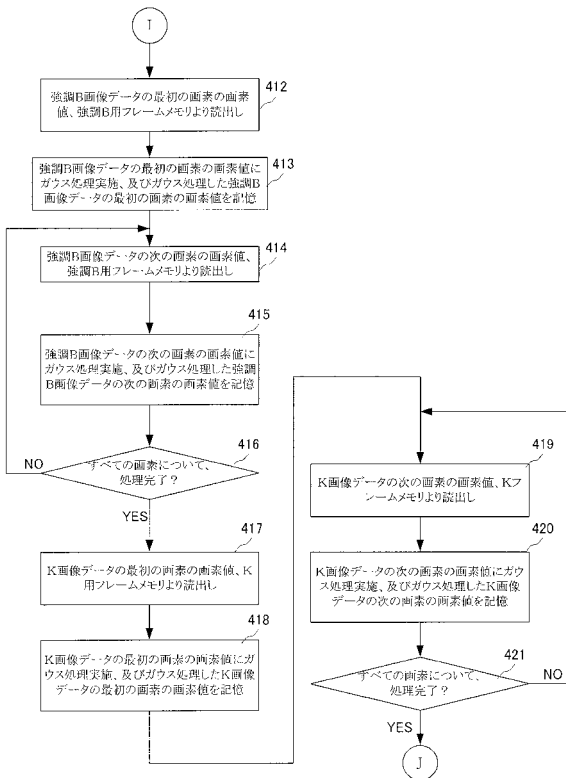 I
強調B画像データの最初の画素の画素
値、強調B用フレームメモリより読出し
412
強調B画像データの最初の画素の画素値に
ガウス処理実施、及びガウス処理した強調B
画像データの最初の画素の画素値を記憶
413
強調B画像データの次の画素の画素値、
強調B用フレームメモリより読出し
414
415
強調B画像データの次の画素の画素値に
ガウス処理実施、及びガウス処理した強調
B画像データの次の画素の画素値を記憶
416
すべての画素について、
処理完了?
NO
YES
417
K画像データの最初の画素の画素値、K
用フレームメモリより読出し
418
K画像データの最初の画素の画素値にガ
ウス処理実施、及びガウス処理したK画像
データの最初の画素の画素値を記憶
419
K画像データの次の画素の画素値、Kフ
レームメモリより読出し
420
K画像データの次の画素の画素値にガウ
ス処理実施、及びガウス処理したK画像
データの次の画素の画素値を記憶
421
すべての画素について、
処理完了?
NO
YES
J